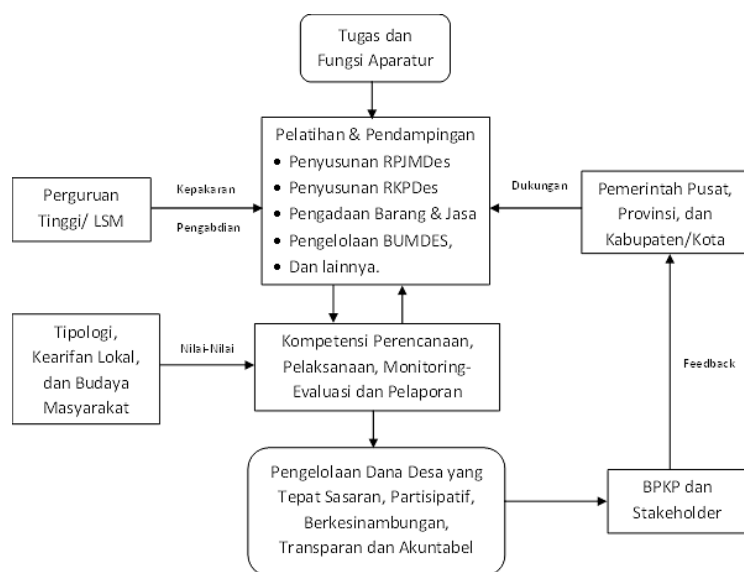 Tugas dan
Fungsi Aparatur
Pelatihan & Pendampingan
• Penyusunan RPJMDes
• Penyusunan RKPDes
• Pengadaan Barang & Jasa
• Pengelolaan BUMDES,
• Dan lainnya.
Perguruan
Tinggi/ LSM
Kepakaran
Pengabdian
Dukungan
Pemerintah Pusat,
Provinsi, dan
Kabupaten/Kota
Tipologi,
Kearifan Lokal,
dan Budaya
Masyarakat
Nilai-Nilai
Kompetensi Perencanaan,
Pelaksanaan, Monitoring-
Evaluasi dan Pelaporan
Feedback
Pengelolaan Dana Desa yang
Tepat Sasaran, Partisipatif,
Berkesinambungan,
Transparan dan Akuntabel
BPKP dan
Stakeholder